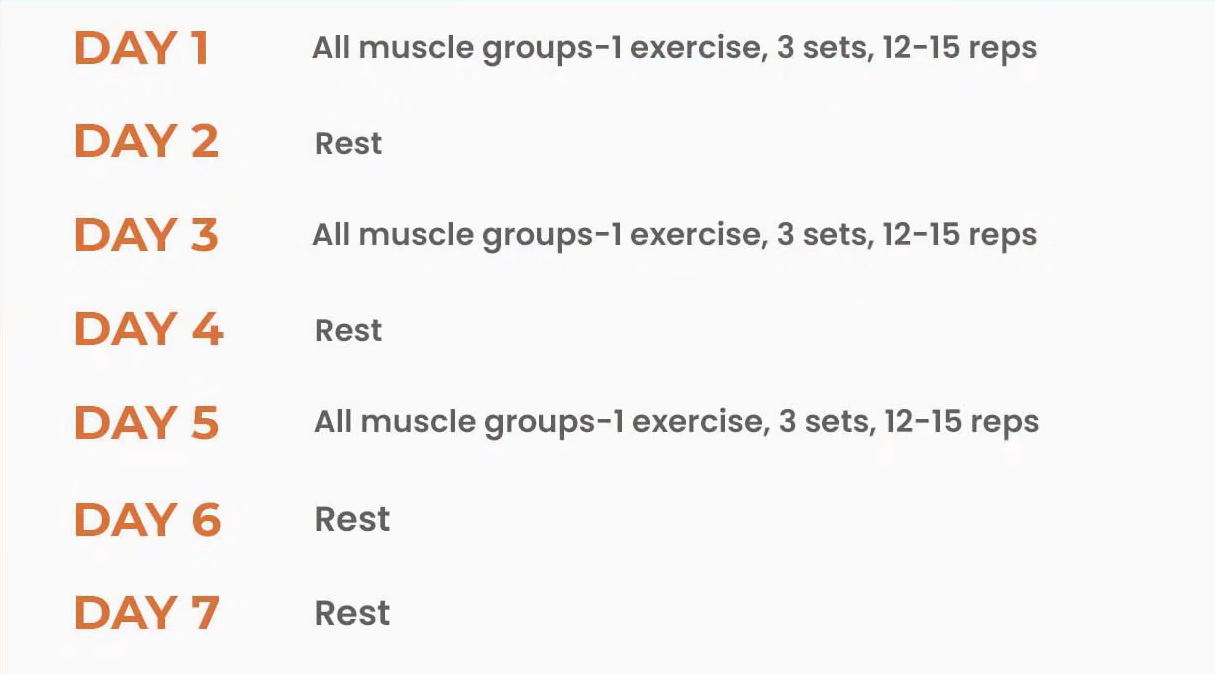 DAY 1 All muscle groups-1 exercise, 3 sets, 12-15 reps
DAY 2 Rest
DAY 3 All muscle groups-1 exercise, 3 sets, 12-15 reps
DAY 4 Rest
DAY 5 All muscle groups-1 exercise, 3 sets, 12-15 reps
DAY 6 Rest
DAY 7 Rest